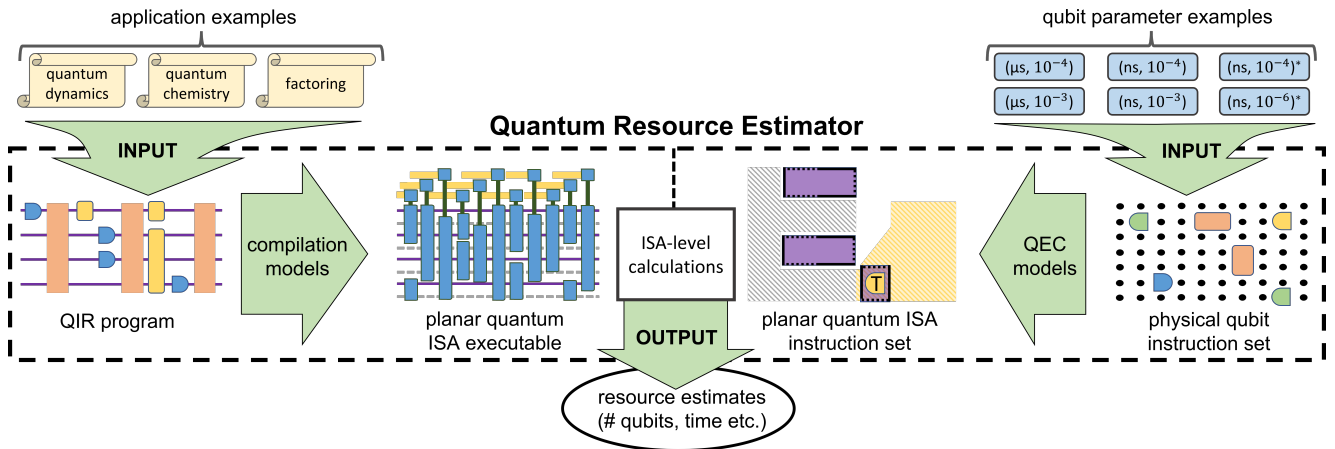 application examples
qubit parameter examples
quantum
dynamics
quantum
chemistry
factoring
(μs, 10⁻⁴)
(ns, 10⁻⁴)
(ns, 10⁻⁴)*
(μs, 10⁻³)
(ns, 10⁻³)
(ns, 10⁻⁶)*
Quantum Resource Estimator
INPUT
INPUT
compilation
models
ISA-level
calculations
QEC
models
T
QIR program
planar quantum
ISA executable
OUTPUT
planar quantum ISA
instruction set
physical qubit
instruction set
resource estimates
(# qubits, time etc.)